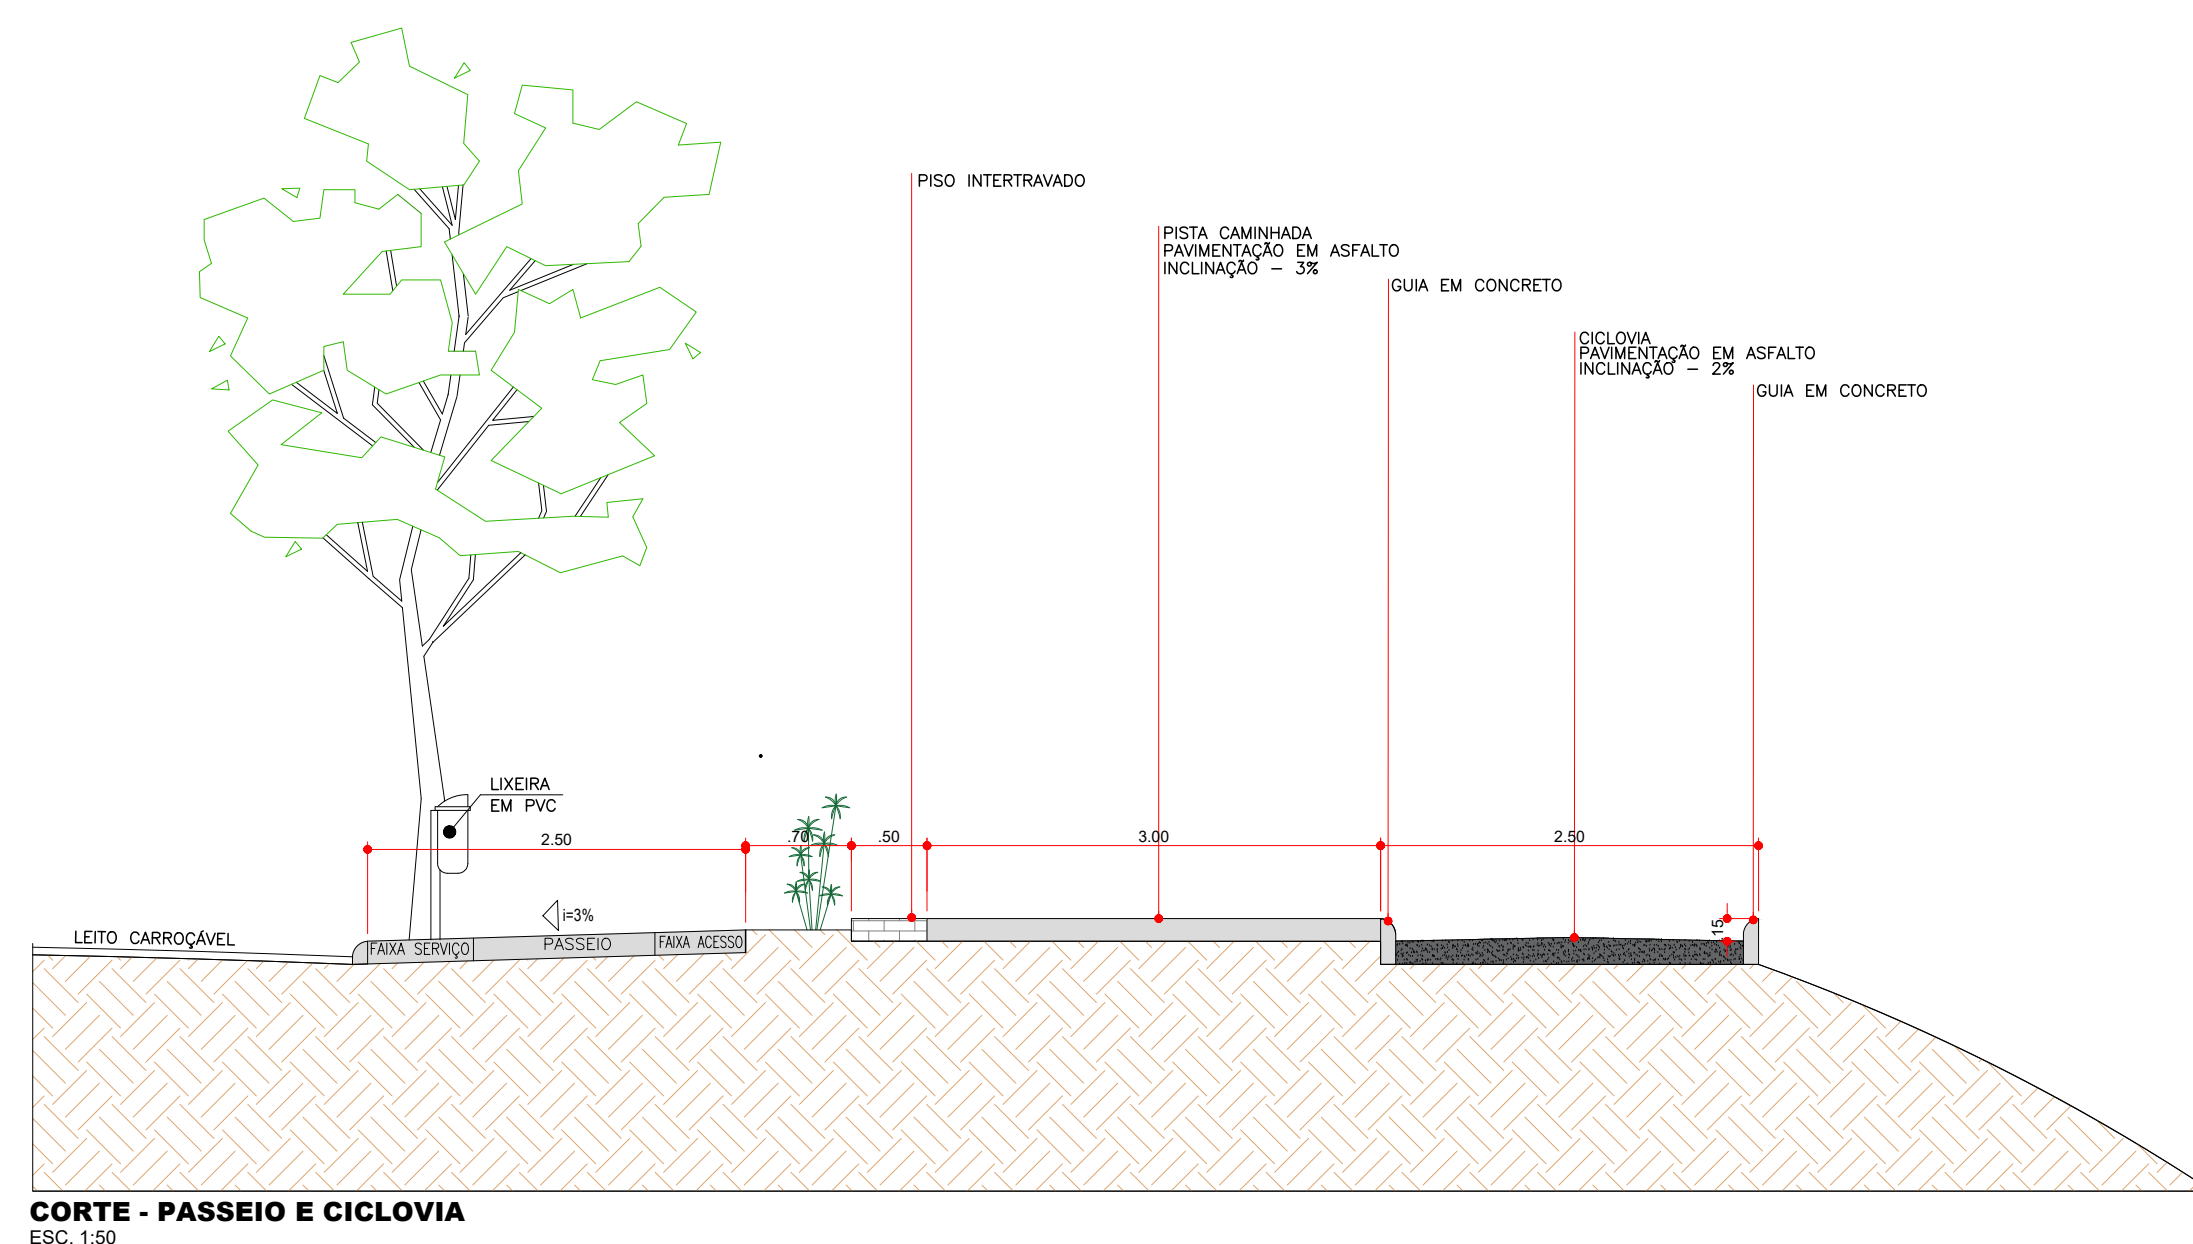 PISO INTERTRAVADO
PISTA CAMINHADA
PAVIMENTAÇÃO EM ASFALTO
INCLINAÇÃO - 3%
GUIA EM CONCRETO
CICLOVIA
PAVIMENTAÇÃO EM ASFALTO
INCLINAÇÃO - 2%
GUIA EM CONCRETO
LIXEIRA
EM PVC
2.50
.70
.50
3.00
2.50
i=3%
.15
LEITO CARROÇÁVEL
FAIXA SERVIÇO
PASSEIO
FAIXA ACESSO
CORTE - PASSEIO E CICLOVIA
ESC. 1:50